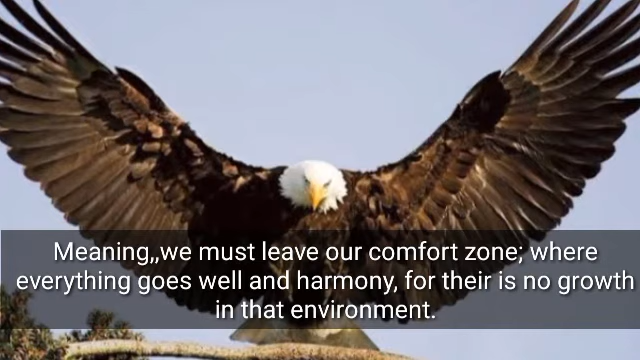 Meaning,,we must leave our comfort zone; where
everything goes well and harmony, for their is no growth
in that environment.